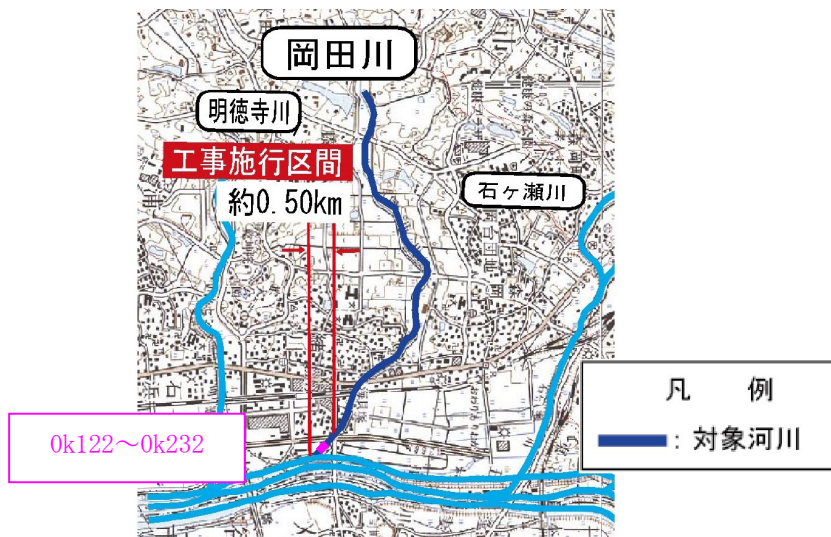 岡田川
明徳寺川
工事施行区間
約0.50km
石ヶ瀬川
凡 例
: 対象河川
0k122～0k232